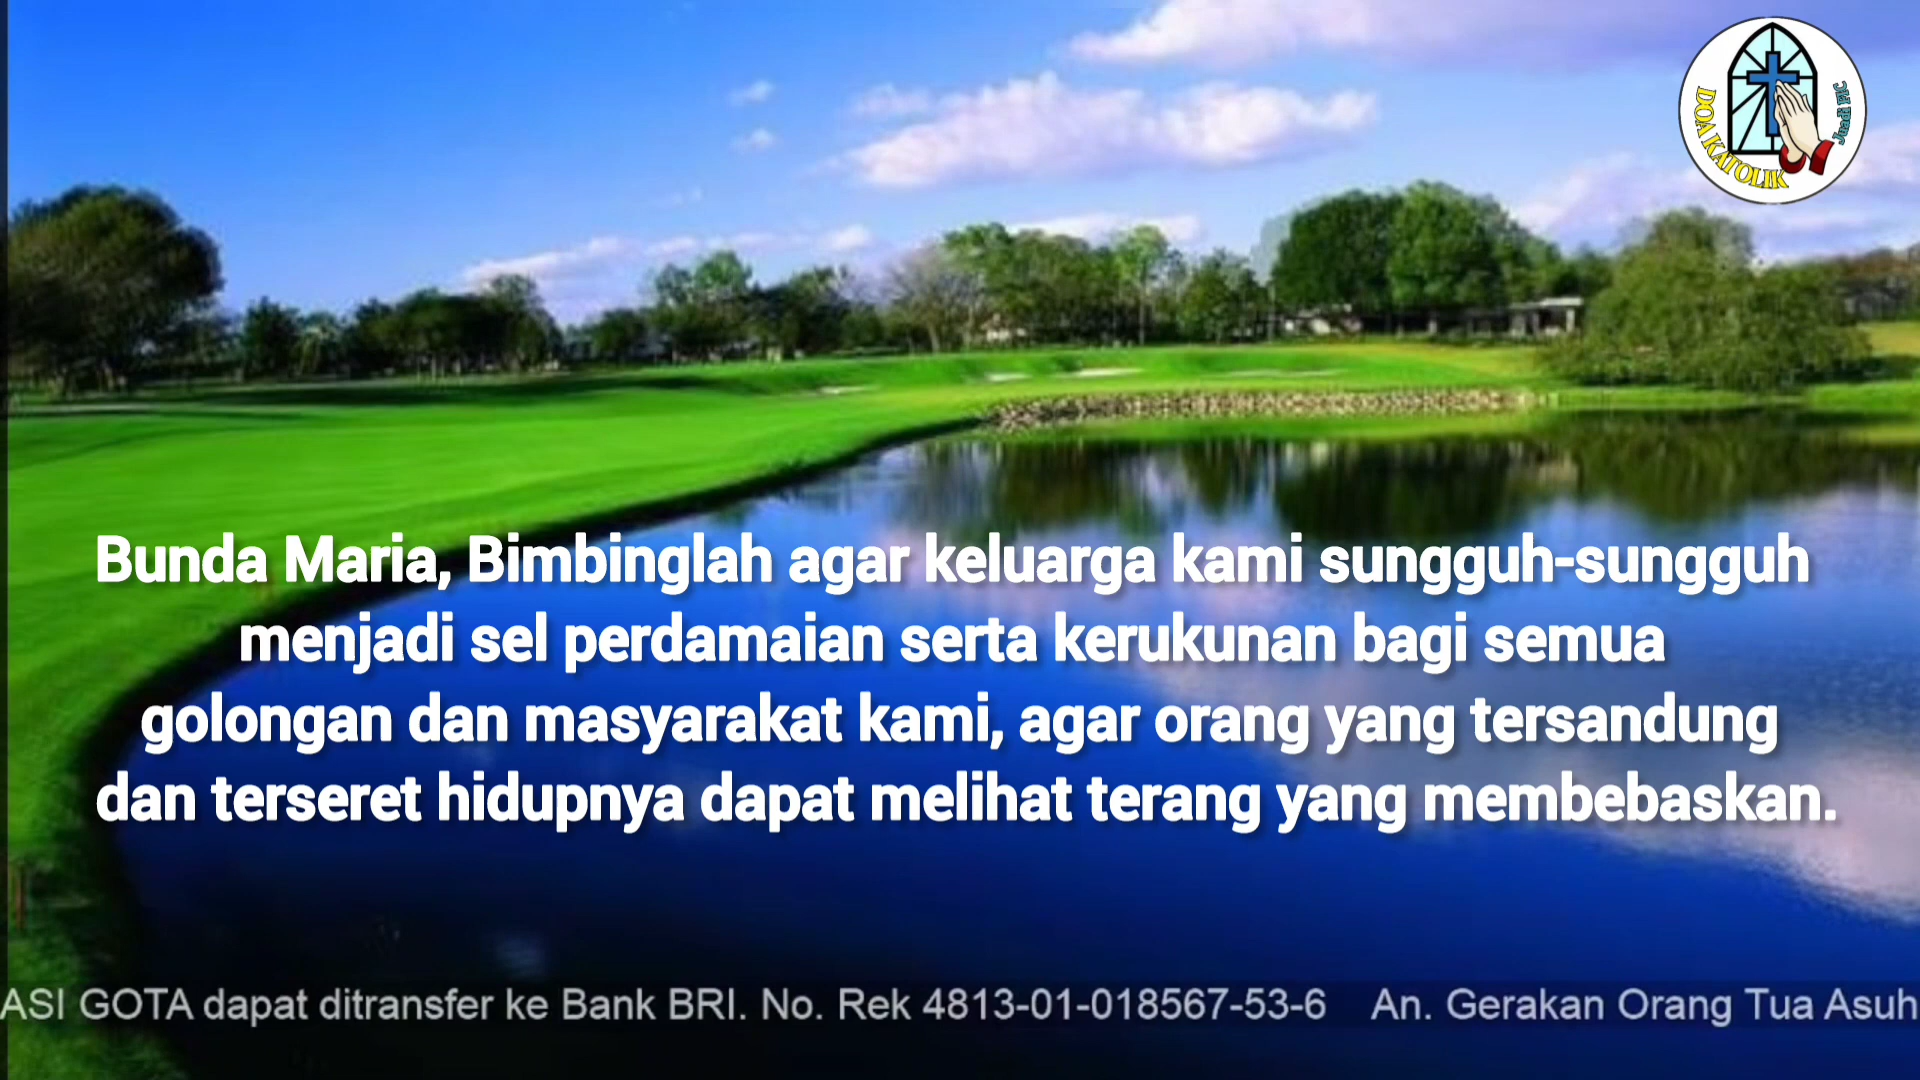 DOA KATOLIK
Juadi FIC
Bunda Maria, Bimbinglah agar keluarga kami sungguh-sungguh
menjadi sel perdamaian serta kerukunan bagi semua
golongan dan masyarakat kami, agar orang yang tersandung
dan terseret hidupnya dapat melihat terang yang membebaskan.
ASI GOTA dapat ditransfer ke Bank BRI. No. Rek 4813-01-018567-53-6 An. Gerakan Orang Tua Asuh